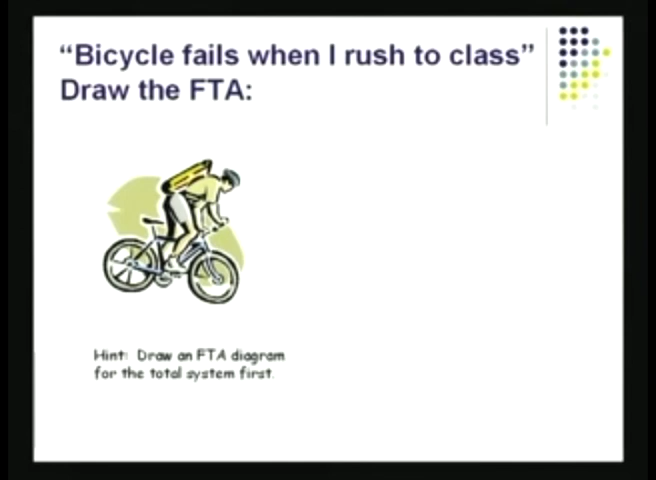 “Bicycle fails when I rush to class”
Draw the FTA:
Hint: Draw an FTA diagram
for the total system first.